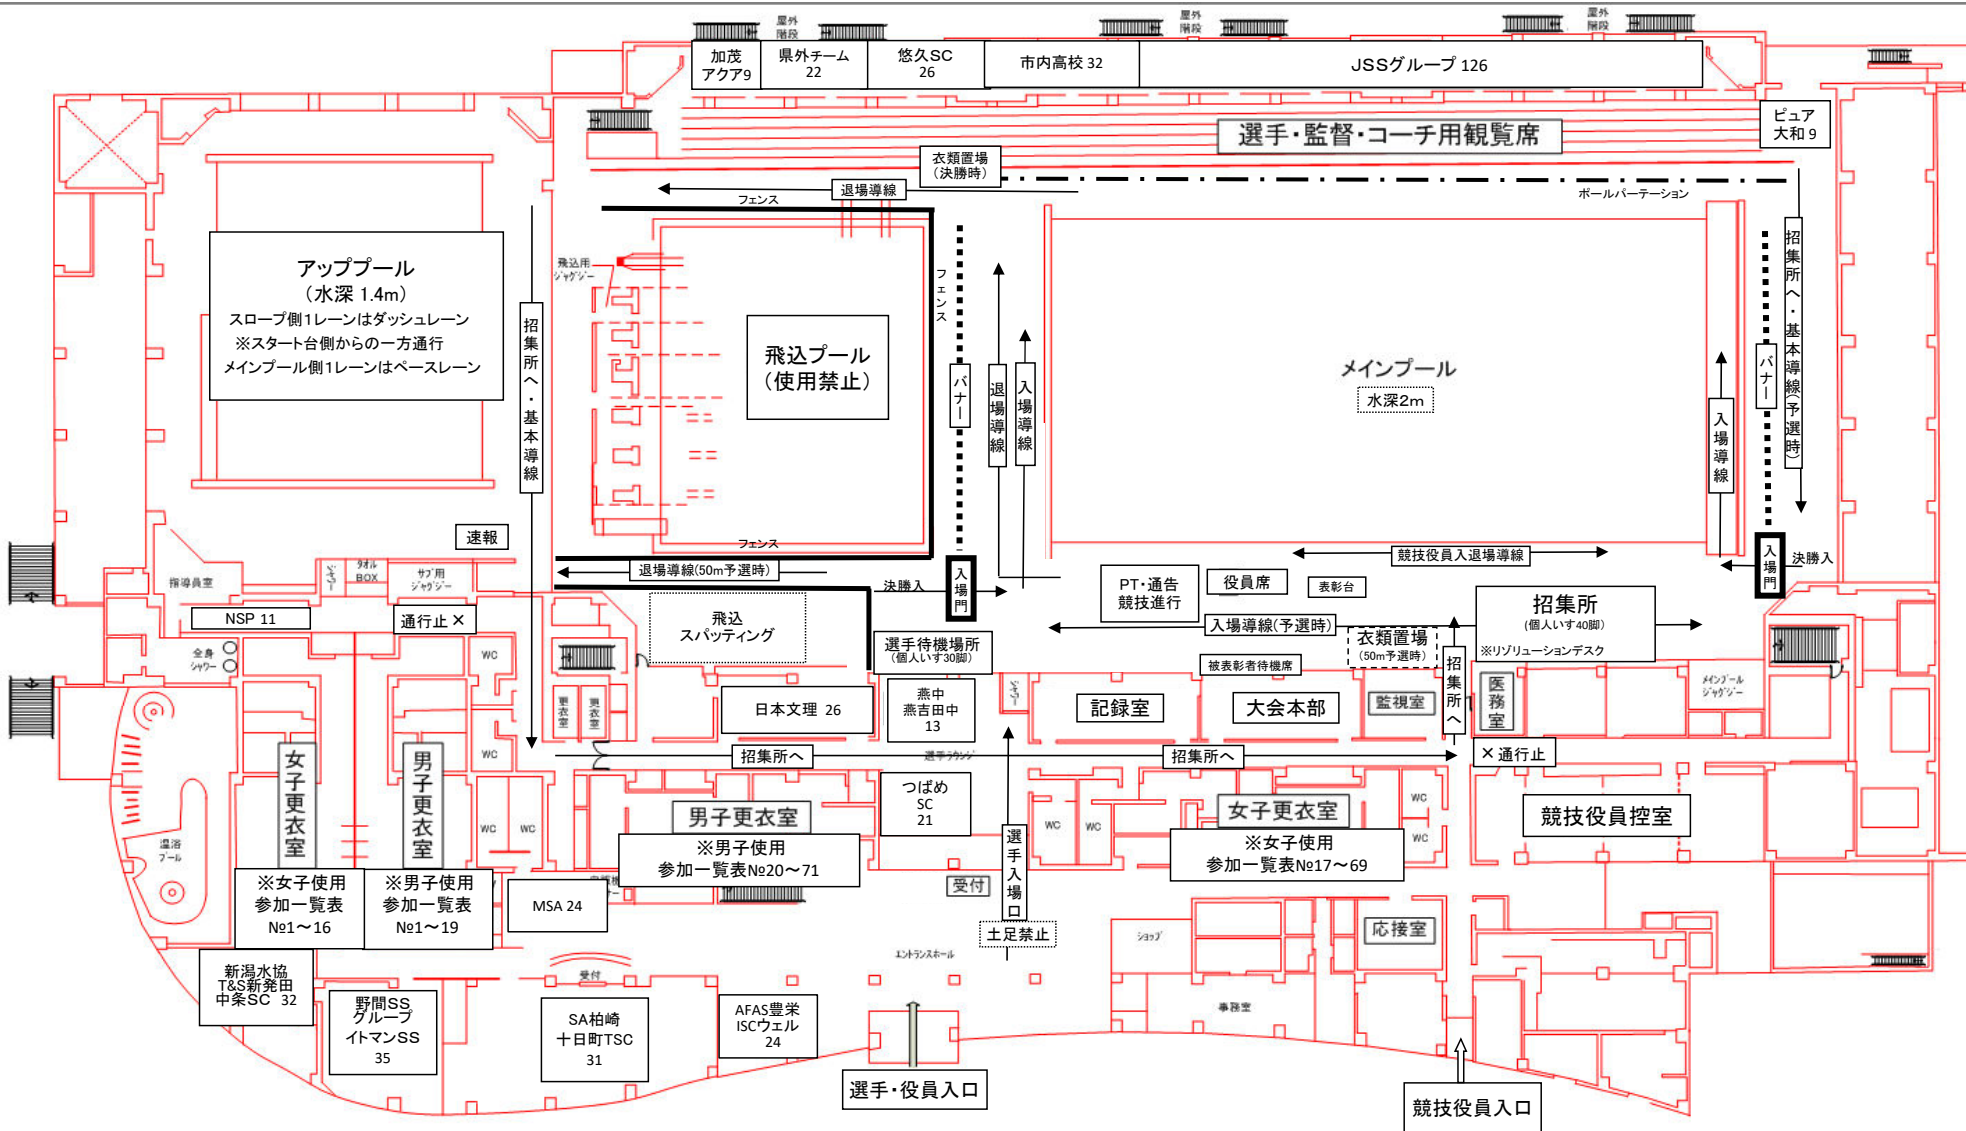 屋外
階段
屋外
階段
屋外
階段
加茂
アクア9
県外チーム
22
悠久SC
26
市内高校 32
JSSグループ 126
ピュア
大和 9
選手・監督・コーチ用観覧席
衣類置場
（決勝時）
退場導線
ポールパーテーション
フェンス
アッププール
（水深 1.4m）
スロープ側1レーンはダッシュレーン
※スタート台側からの一方通行
メインプール側1レーンはペースレーン
招集所へ・基本導線
飛込用
ジャグジー
飛込プール
（使用禁止）
フェンス
バナー
退場導線
入場導線
メインプール
水深2m
入場導線
バナー
招集所へ・基本導線(予選時)
速報
フェンス
退場導線(50m予選時)
決勝入
入場門
競技役員入退場導線
入場門
決勝入
指導員室
シャワー
タオル
BOX
サブ用
ジャグジー
NSP 11
通行止 ×
飛込
スパッティング
PT・通告
競技進行
役員席
表彰台
招集所
(個人いす40脚)
※リゾリューションデスク
入場導線(予選時)
衣類置場
(50m予選時)
選手待機場所
(個人いす30脚)
被表彰者待機席
招集所へ
全身
シャワー
WC
更衣室
更衣室
日本文理 26
燕中
燕吉田中
13
シャワー
記録室
大会本部
監視室
医務室
メインプール
ジャグジー
WC
招集所へ
選手ラウンジ
招集所へ
× 通行止
女子更衣室
男子更衣室
温浴
プール
WC
WC
男子更衣室
※男子使用
参加一覧表№20～71
つばめ
SC
21
WC
WC
選手入場口
女子更衣室
※女子使用
参加一覧表№17～69
WC
WC
競技役員控室
※女子使用
参加一覧表
№1～16
※男子使用
参加一覧表
№1～19
MSA 24
受付
土足禁止
ショップ
応接室
エントランスホール
受付
新潟水協
T&S新発田
中条SC 32
野間SS
グループ
イトマンSS
35
SA柏崎
十日町TSC
31
AFAS豊栄
ISCウェル
24
事務室
選手・役員入口
競技役員入口